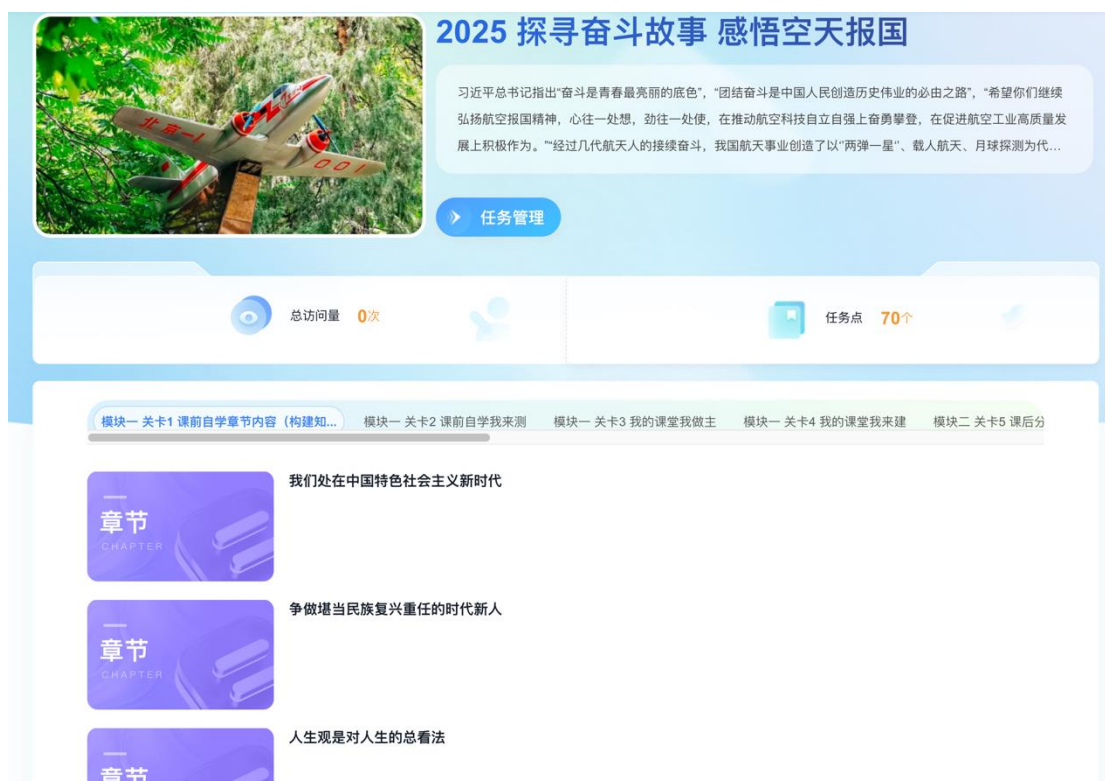 2025 探寻奋斗故事 感悟空天报国
习近平总书记指出“奋斗是青春最亮丽的底色”，“团结奋斗是中国人民创造历史伟业的必由之路”，“希望你们继续
弘扬航空报国精神，心往一处想，劲往一处使，在推动航空科技自立自强上奋勇攀登，在促进航空工业高质量发
展上积极作为。”“经过几代航天人的接续奋斗，我国航天事业创造了以“两弹一星”、载人航天、月球探测为代...
北京—1
001
任务管理
总访问量 0次
任务点 70个
模块一 关卡1 课前自学章节内容（构建知... 模块一 关卡2 课前自学我来测 模块一 关卡3 我的课堂我做主 模块一 关卡4 我的课堂我来建 模块二 关卡5 课后分
章节
CHAPTER
我们处在中国特色社会主义新时代
章节
CHAPTER
争做堪当民族复兴重任的时代新人
章节
人生观是对人生的总看法